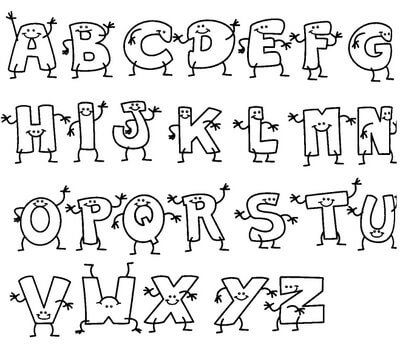 ABCDEFG
HIJKLMN
OPQRSTU
VWXYZ